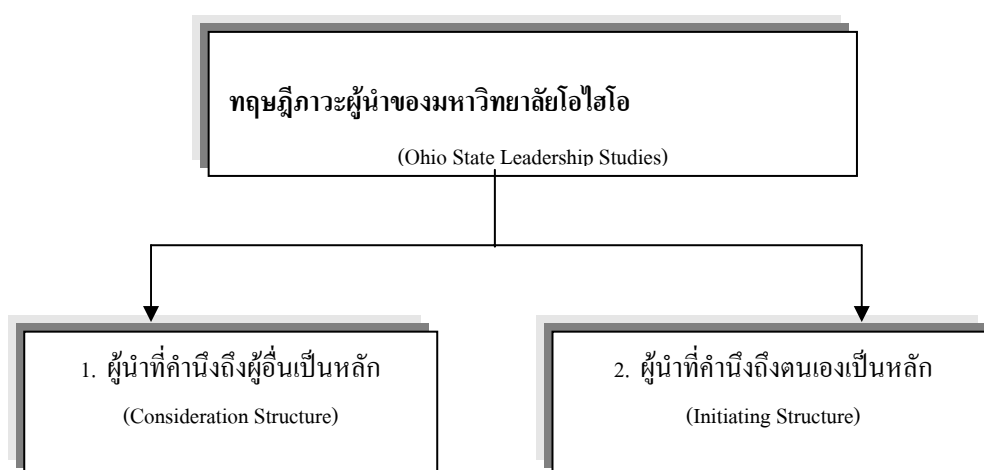 ทฤษฎีภาวะผู้นำของมหาวิทยาลัยโอไฮโอ
(Ohio State Leadership Studies)
1. ผู้นำที่คำนึงถึงผู้อื่นเป็นหลัก
(Consideration Structure)
2. ผู้นำที่คำนึงถึงตนเองเป็นหลัก
(Initiating Structure)